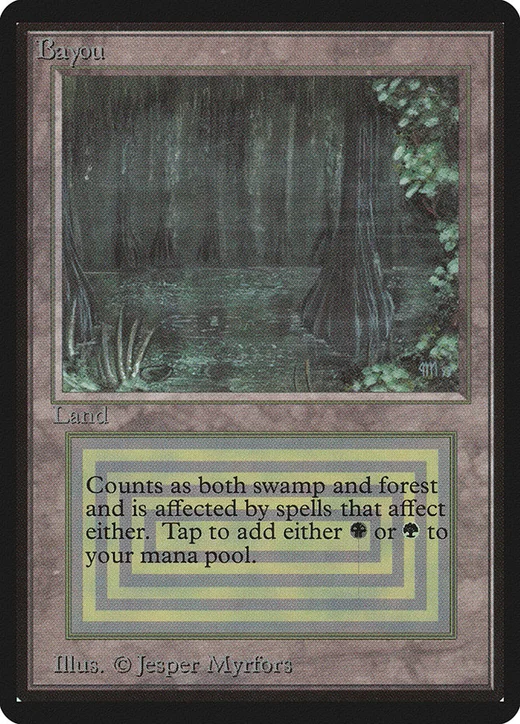 Bayou
JM
Land
Counts as both swamp and forest
and is affected by spells that affect
either. Tap to add either or to
your mana pool.
Illus. © Jesper Myrfors